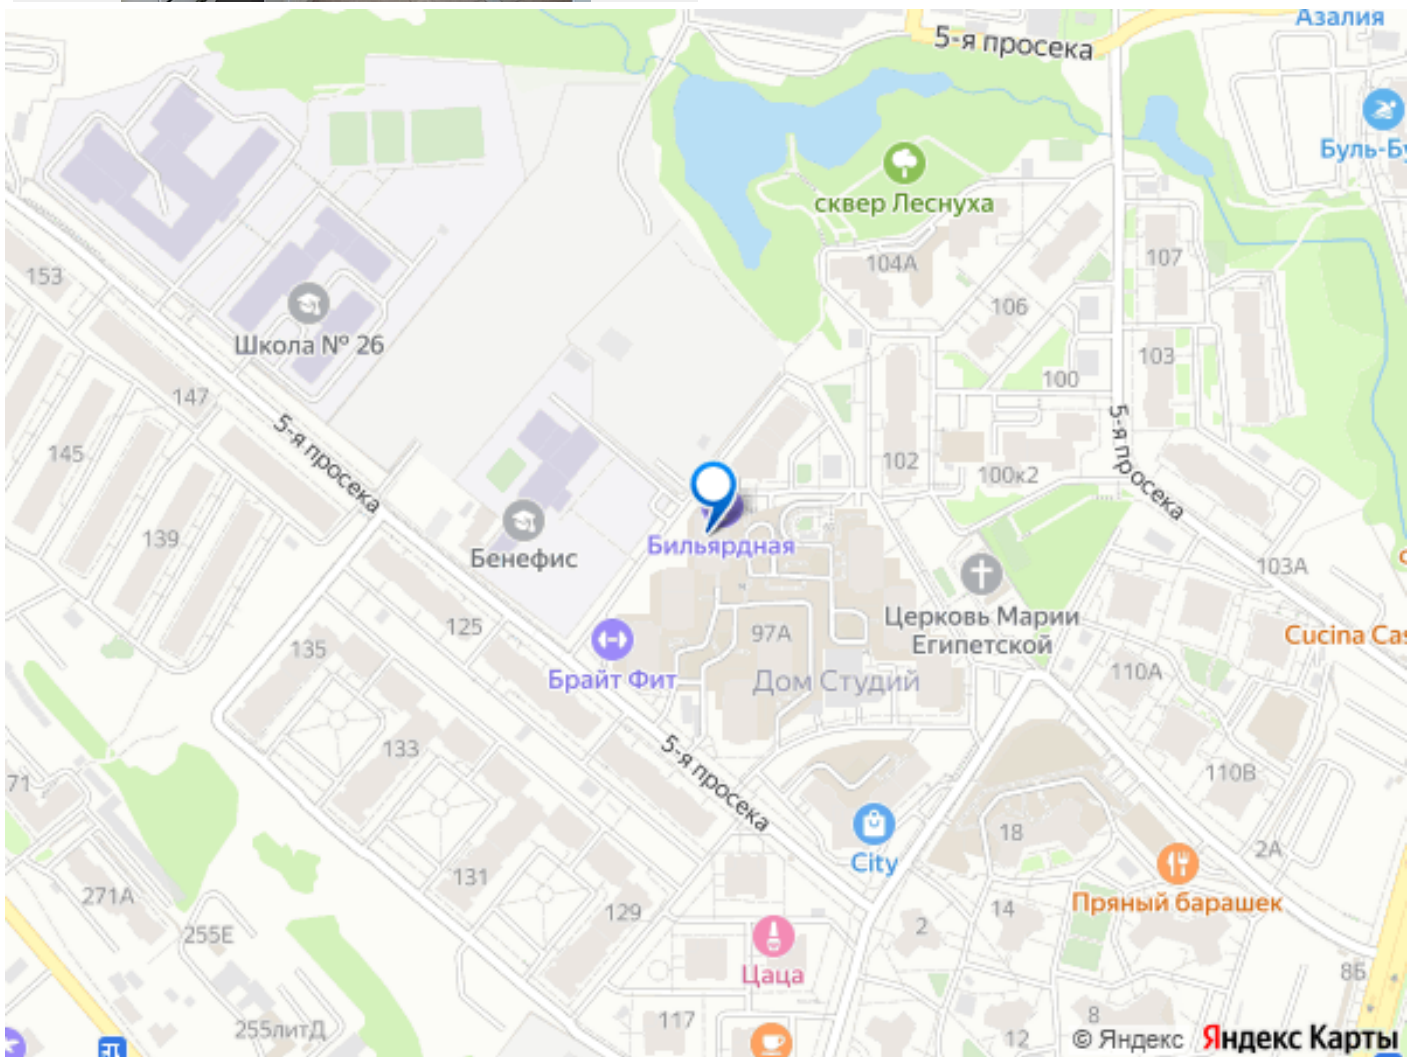 Азалия
5-я просека
Буль-Бу
сквер Леснуха
104А
107
153
106
Школа № 26
103
100
147
5-я просека
5-я просека
145
102
100к2
139
Бильярдная
Бенефис
103А
Церковь Марии
Египетской
97А
125
Cucina Cas
135
110А
Брайт Фит
Дом Студий
133
5-я просека
110В
71
18
2А
City
131
271А
Пряный барашек
129
14
2
255Е
8Б
Цаца
117
8
255литД
12
© Яндекс
Яндекс Карты